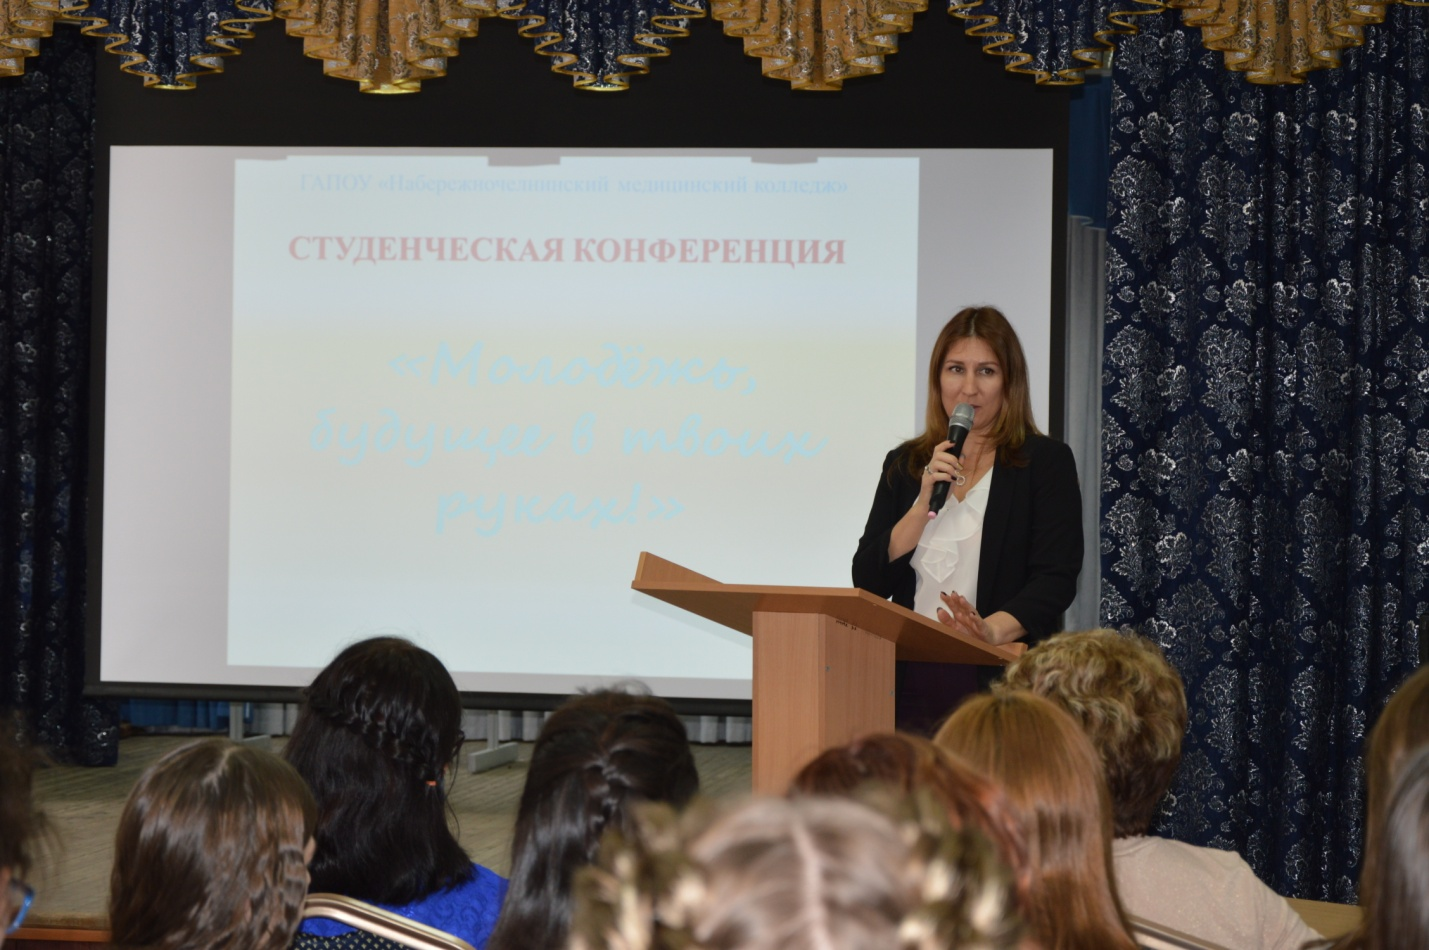 ГАПОУ «Набережночелнинский медицинский колледж»
СТУДЕНЧЕСКАЯ КОНФЕРЕНЦИЯ
«Молодёжь,
будущее в твоих
руках!»